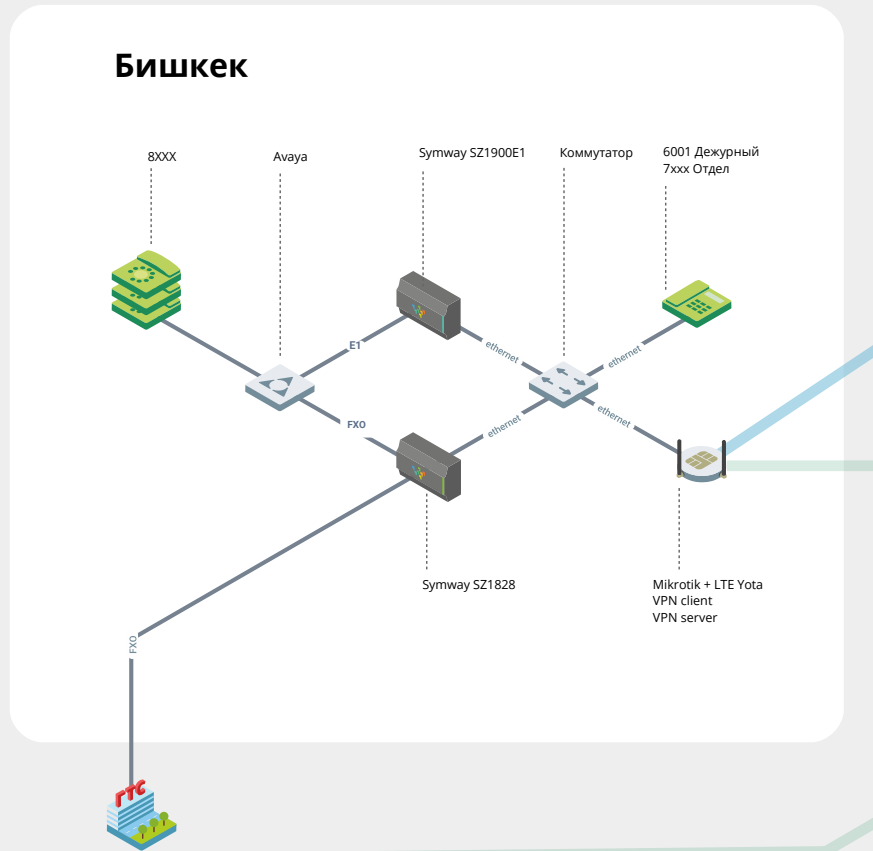 Бишкек
8XXX
Avaya
Symway SZ1900E1
Коммутатор
6001 Дежурный
7xxx Отдел
E1
ethernet
ethernet
FXO
ethernet
ethernet
Symway SZ1828
Mikrotik + LTE Yota
VPN client
VPN server
FXO
ГТС